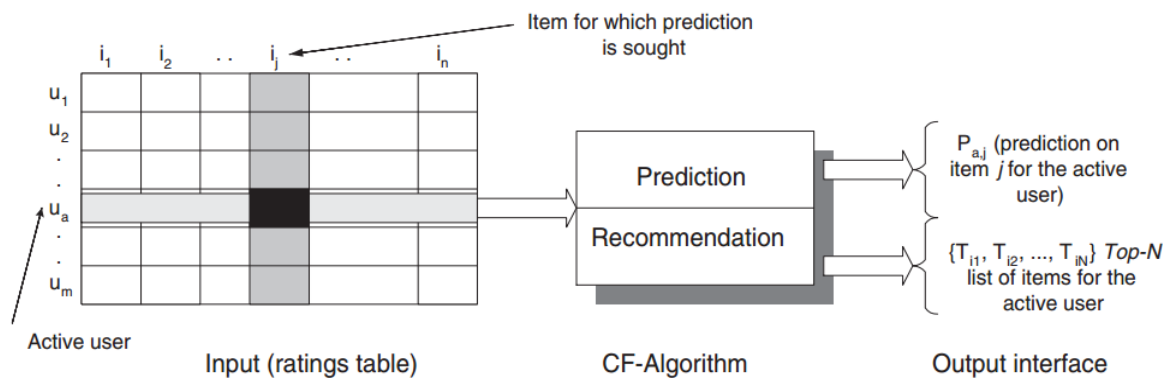 Item for which prediction
is sought
i1 i2 . . ij . . in
u1
u2
.
.
ua
.
.
um
Active user
Prediction
Recommendation
Pa,j (prediction on
item j for the active
user)
{Ti1, Ti2, ..., TiN} Top-N
list of items for the
active user
Input (ratings table) CF-Algorithm Output interface